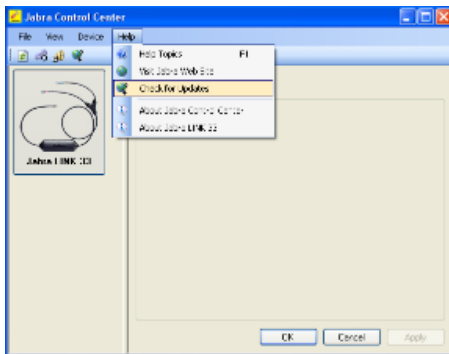 Jabra Control Center
File View Device Help
Help Topics F1
Visit Jabra Web Site
Check for Updates
About Jabra Control Center
About Jabra LINK 33
Jabra LINK 33
OK Cancel Apply